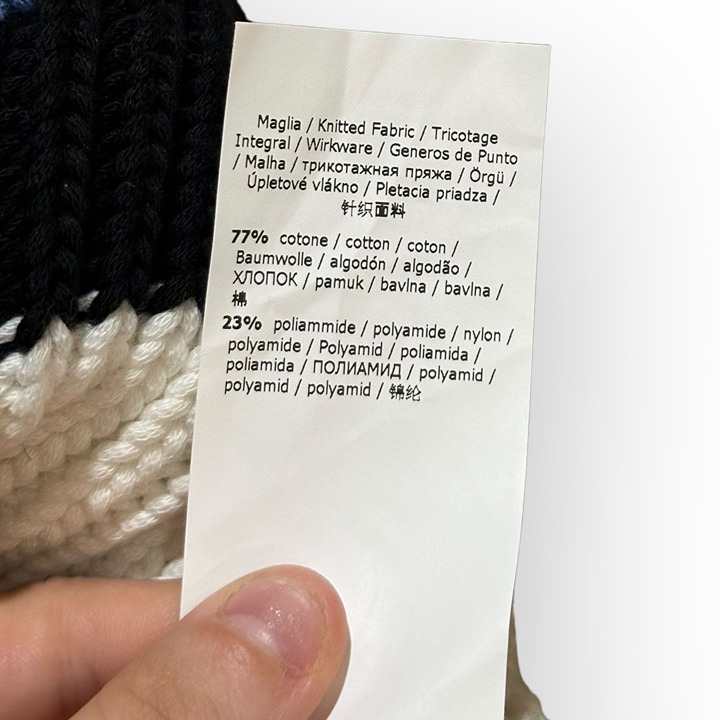 Maglia / Knitted Fabric / Tricotage
Integral / Wirkware / Generos de Punto
/ Malha / трикотажная пряжа / Örgü /
Úpletové vlákno / Pletacia priadza /
针织面料
77% cotone / cotton / coton /
Baumwolle / algodón / algodão /
ХЛОПОК / pamuk / bavlna / bavlna /
棉
23% poliammide / polyamide / nylon /
polyamide / Polyamid / poliamida /
poliamida / ПОЛИАМИД / polyamid /
polyamid / polyamid / 锦纶